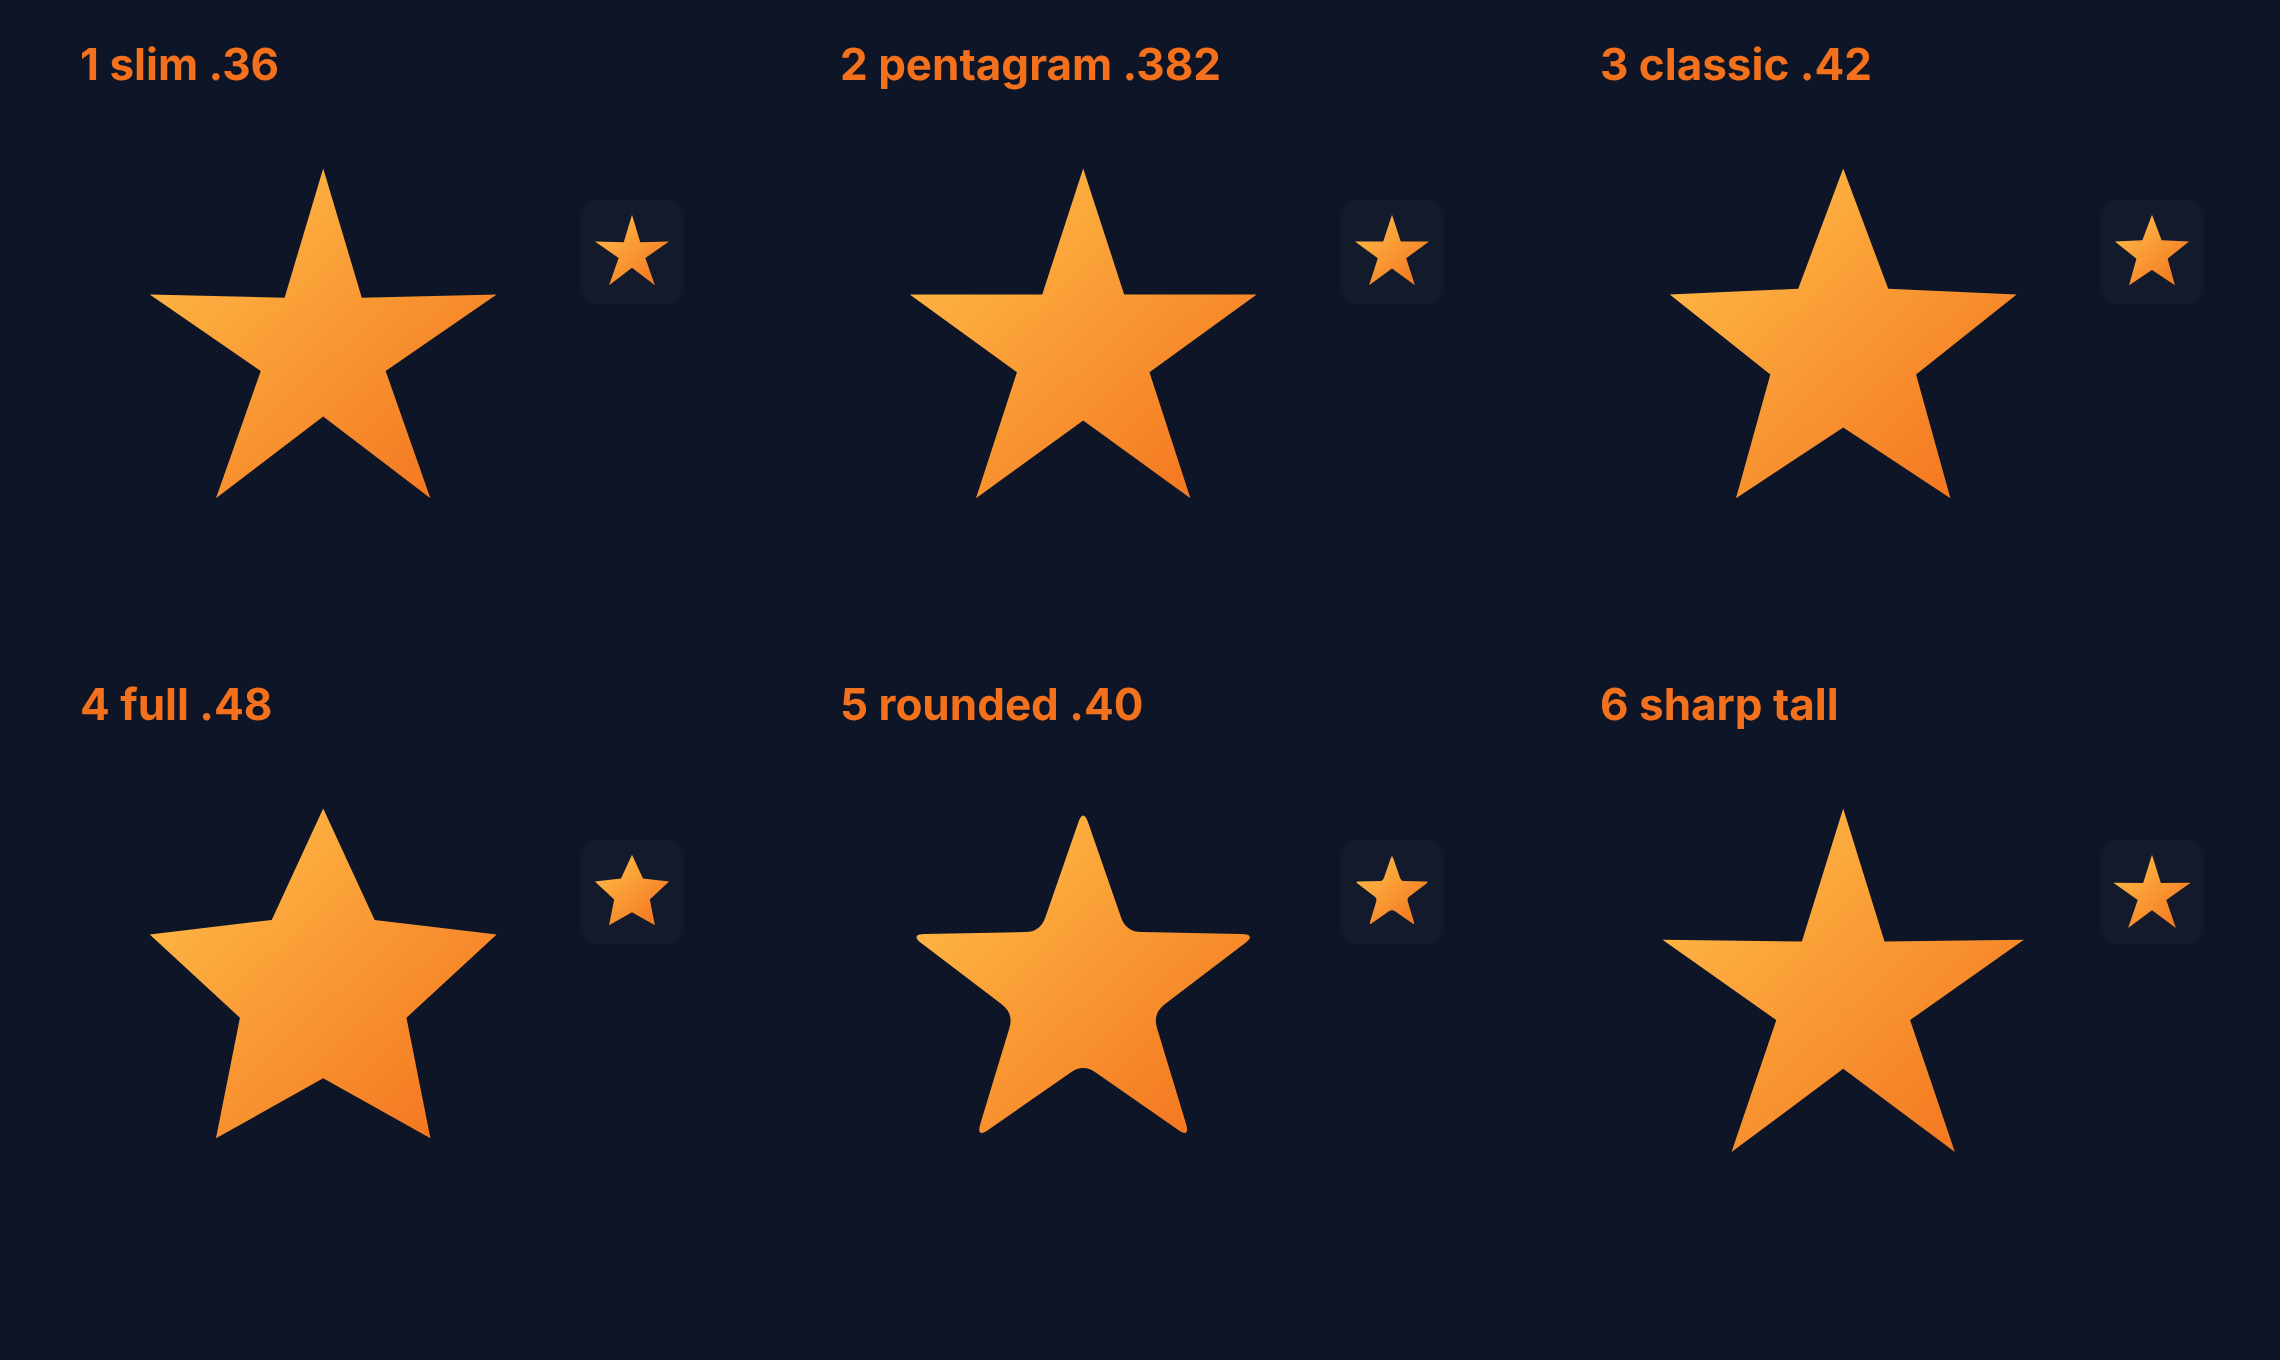 1 slim .36
2 pentagram .382
3 classic .42
4 full .48
5 rounded .40
6 sharp tall